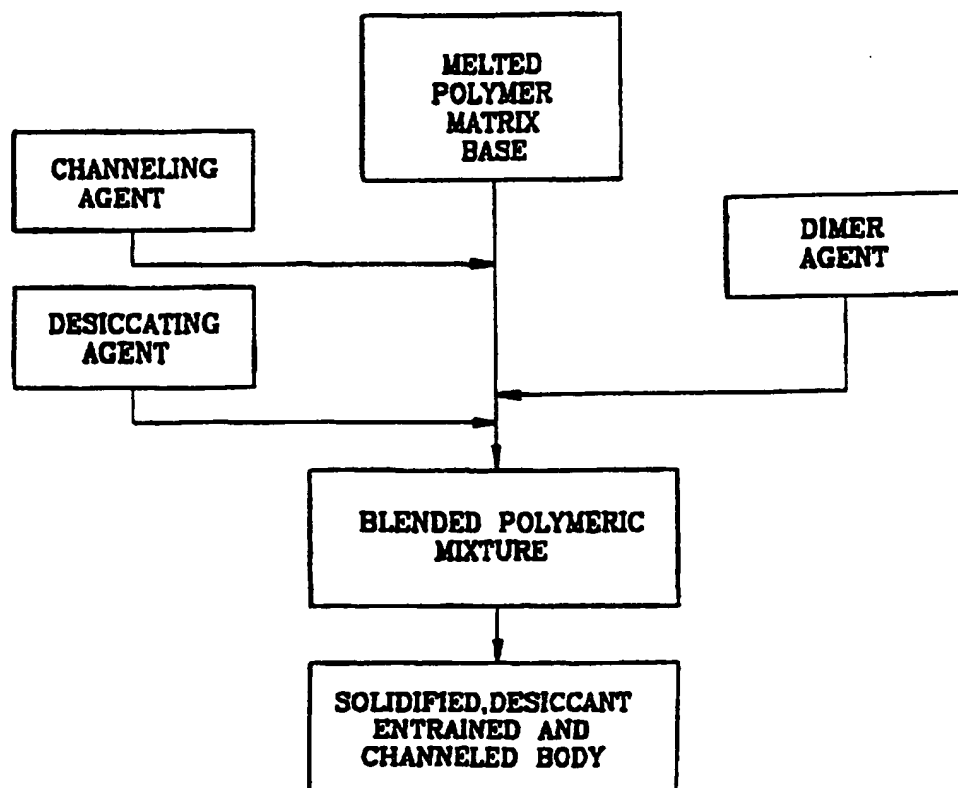 MELTED
POLYMER
MATRIX
BASE
CHANNELING
AGENT
DIMER
AGENT
DESICCATING
AGENT
BLENDED POLYMERIC
MIXTURE
SOLIDIFIED,DESICCANT
ENTRAINED AND
CHANNELED BODY